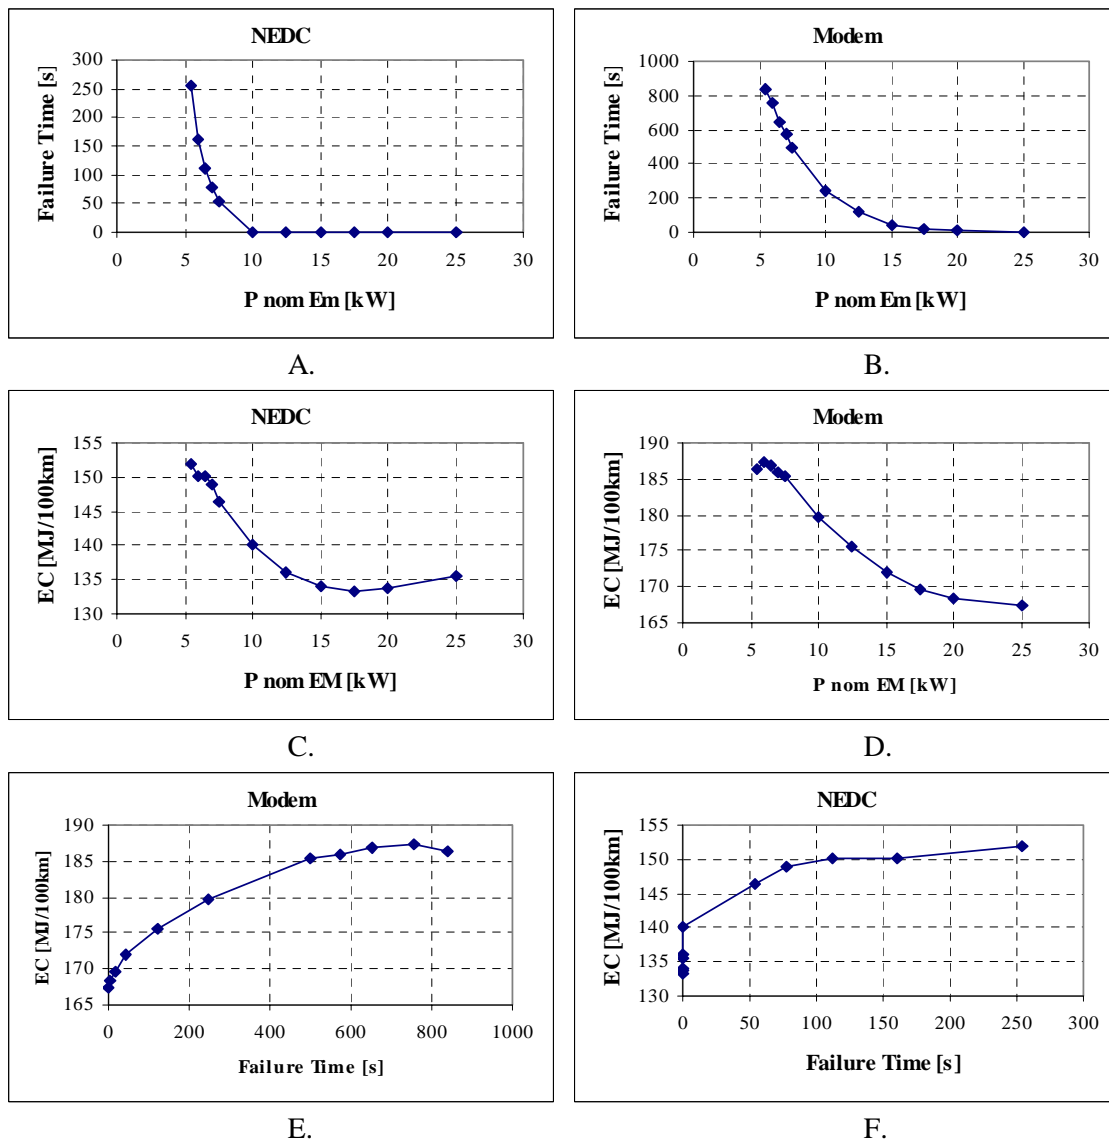 NEDC
Failure Time [s]
300
250
200
150
100
50
0
0 5 10 15 20 25 30
P nom Em [kW]
A.
Modem
Failure Time [s]
1000
800
600
400
200
0
0 5 10 15 20 25 30
P nom Em [kW]
B.
NEDC
EC [MJ/100km]
155
150
145
140
135
130
0 5 10 15 20 25 30
P nom EM [kW]
C.
Modem
EC [MJ/100km]
190
185
180
175
170
165
0 5 10 15 20 25 30
P nom EM [kW]
D.
Modem
EC [MJ/100km]
190
185
180
175
170
165
0 200 400 600 800 1000
Failure Time [s]
E.
NEDC
EC [MJ/100km]
155
150
145
140
135
130
0 50 100 150 200 250 300
Failure Time [s]
F.